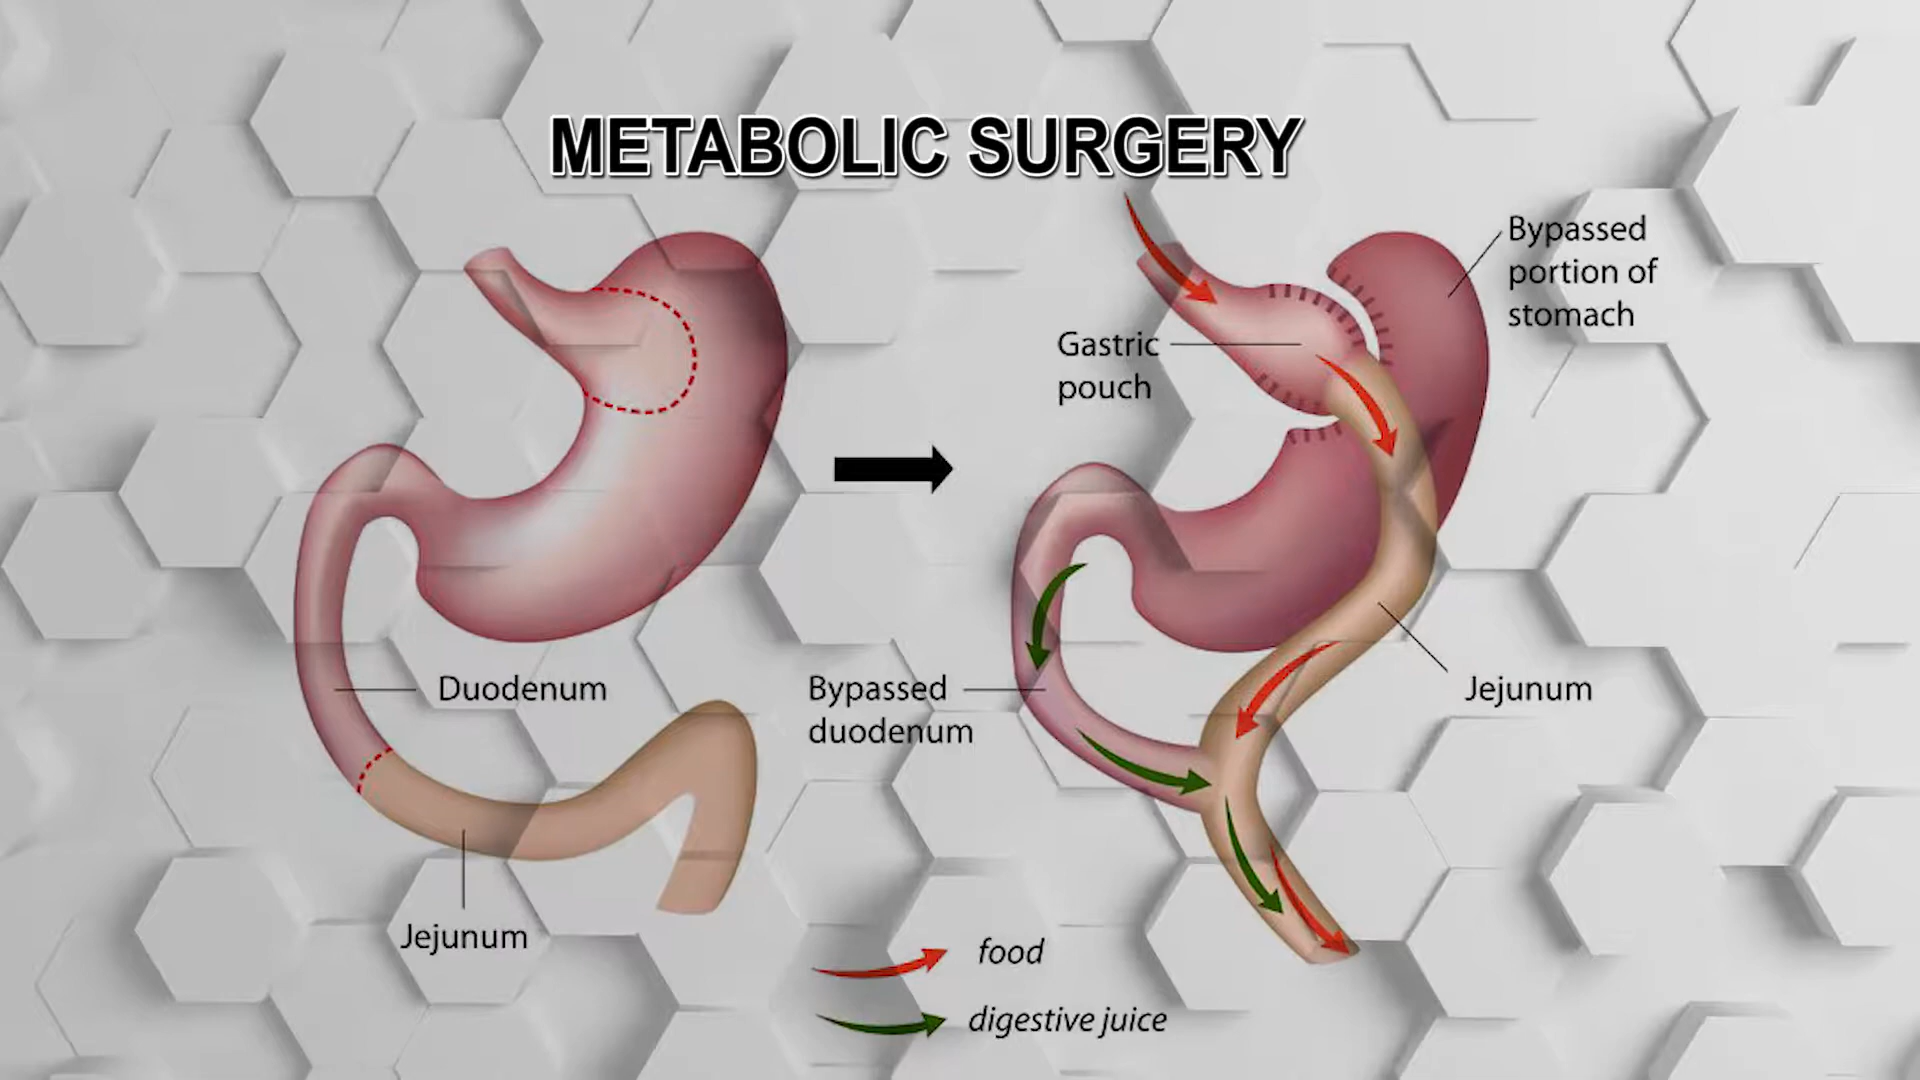 METABOLIC SURGERY
Bypassed
portion of
stomach
Gastric
pouch
Duodenum
Bypassed
duodenum
Jejunum
Jejunum
food
digestive juice